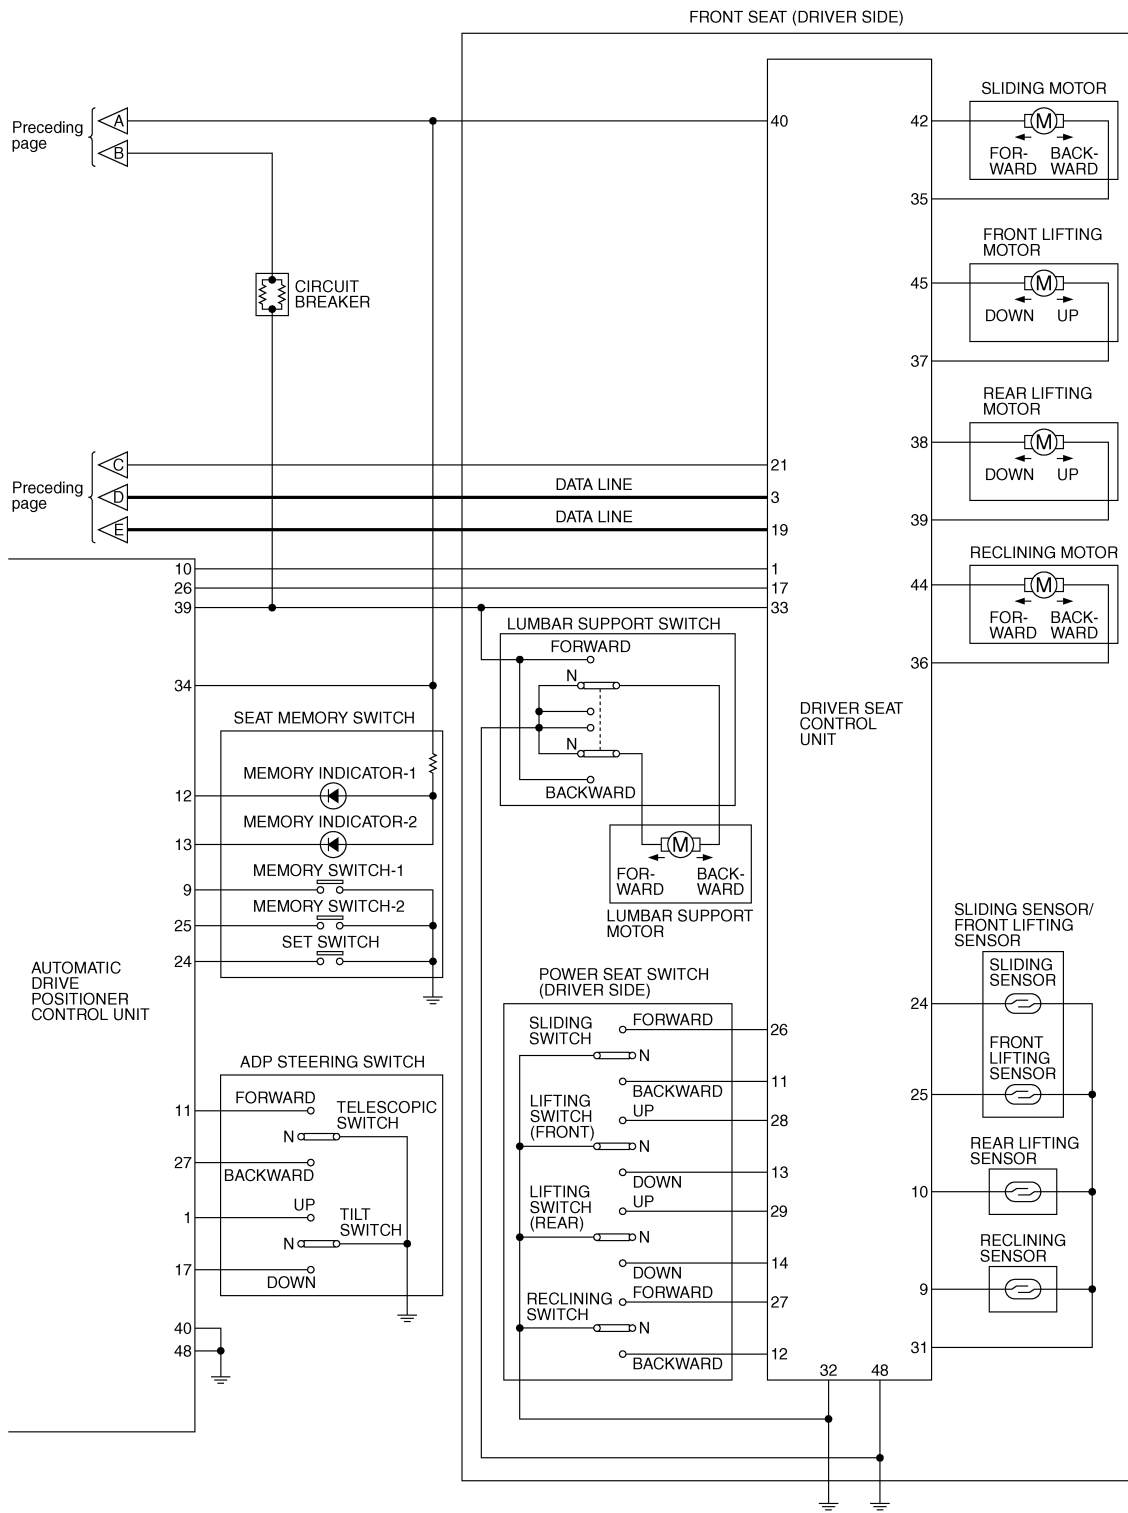 FRONT SEAT (DRIVER SIDE)
Preceding
page
A
B
40
42
SLIDING MOTOR
M
FOR-
WARD
BACK-
WARD
35
CIRCUIT
BREAKER
FRONT LIFTING
MOTOR
45
M
DOWN
UP
37
REAR LIFTING
MOTOR
38
M
DOWN
UP
39
Preceding
page
C
D
E
DATA LINE
DATA LINE
21
3
19
RECLINING MOTOR
44
M
FOR-
WARD
BACK-
WARD
36
10
26
39
1
17
33
LUMBAR SUPPORT SWITCH
FORWARD
N
N
BACKWARD
34
DRIVER SEAT
CONTROL
UNIT
SEAT MEMORY SWITCH
MEMORY INDICATOR-1
12
MEMORY INDICATOR-2
13
MEMORY SWITCH-1
9
MEMORY SWITCH-2
25
SET SWITCH
24
M
FOR-
WARD
BACK-
WARD
LUMBAR SUPPORT
MOTOR
AUTOMATIC
DRIVE
POSITIONER
CONTROL UNIT
POWER SEAT SWITCH
(DRIVER SIDE)
SLIDING
SWITCH
FORWARD
26
N
BACKWARD
11
LIFTING
SWITCH
(FRONT)
UP
28
N
DOWN
13
LIFTING
SWITCH
(REAR)
UP
29
N
DOWN
14
RECLINING
SWITCH
FORWARD
27
N
BACKWARD
12
32
48
SLIDING SENSOR/
FRONT LIFTING
SENSOR
SLIDING
SENSOR
24
FRONT
LIFTING
SENSOR
25
REAR LIFTING
SENSOR
10
RECLINING
SENSOR
9
31
ADP STEERING SWITCH
FORWARD
11
TELESCOPIC
SWITCH
N
27
BACKWARD
UP
1
TILT
SWITCH
N
17
DOWN
40
48